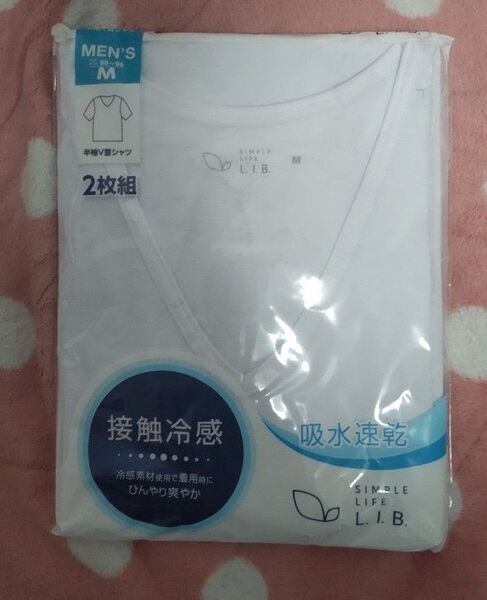 MEN'S
88~96
M
半袖V首シャツ
2枚組
SIMPLE
LIFE
L.I.B.
M
接触冷感
冷感素材使用で着用時に
ひんやり爽やか
吸水速乾
SIMPLE
LIFE
L.I.B.